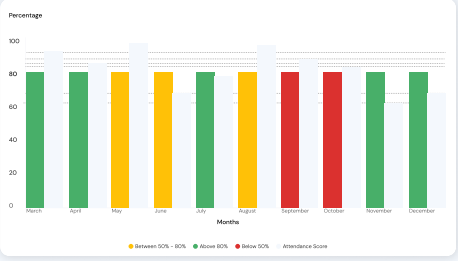 Percentage
100
80
60
40
20
0
March April May June July August September October November December
Months
Between 50% - 80% Above 80% Below 50% Attendance Score